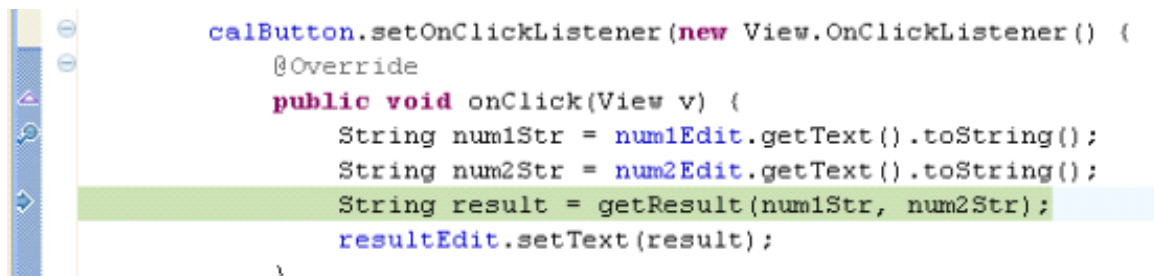 calButton.setOnClickListener(new View.OnClickListener() {
@Override
public void onClick(View v) {
String num1Str = num1Edit.getText().toString();
String num2Str = num2Edit.getText().toString();
String result = getResult(num1Str, num2Str);
resultEdit.setText(result);
}